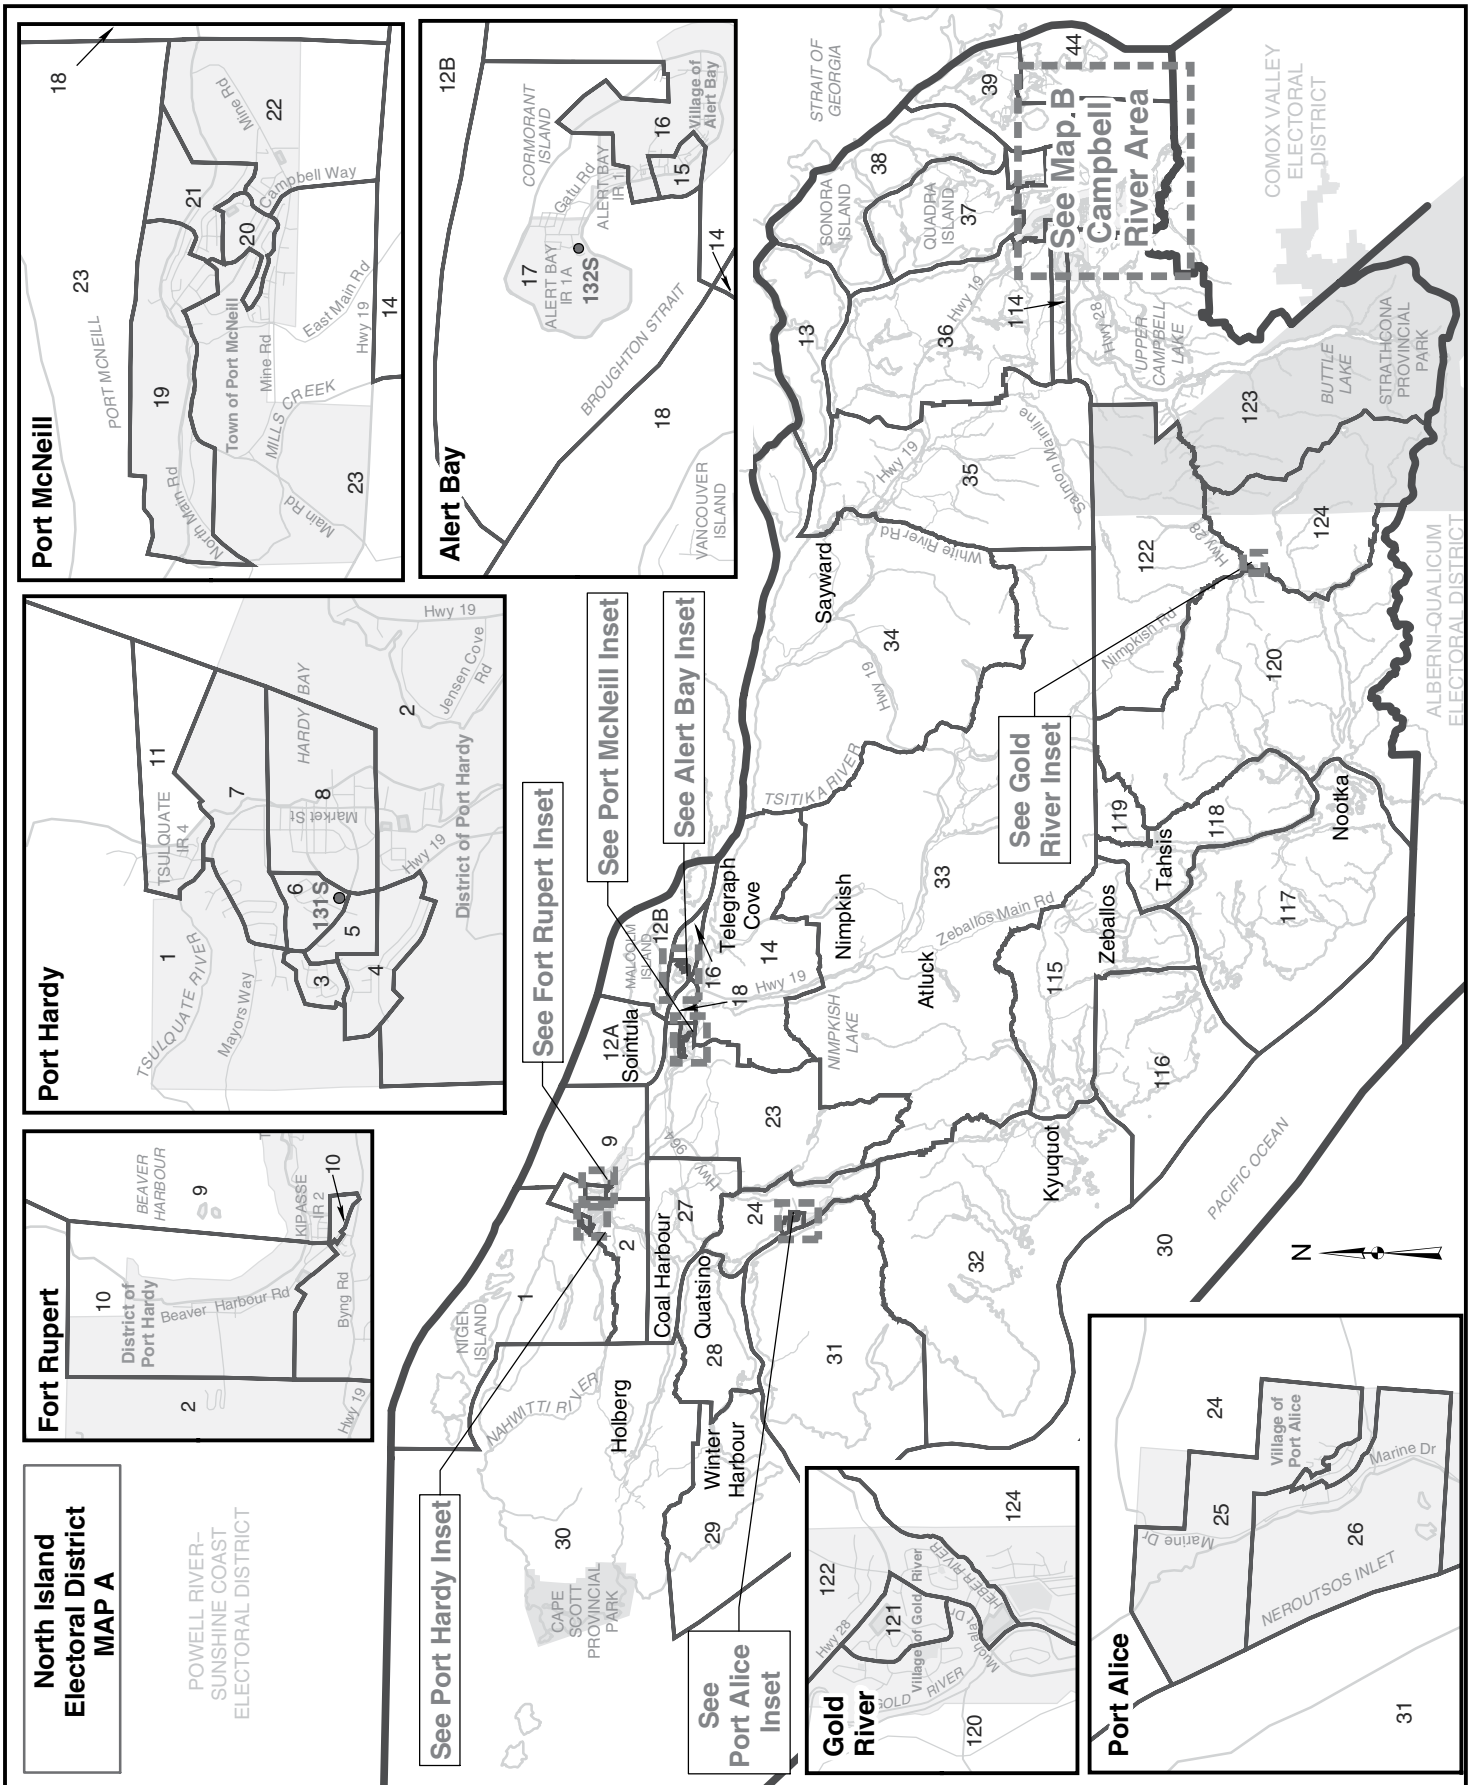 North Island
Electoral District
MAP A
POWELL RIVER–
SUNSHINE COAST
ELECTORAL DISTRICT
Fort Rupert
2
10
District of
Port Hardy
Beaver Harbour Rd
BEAVER
HARBOUR
9
KIPASSE
IR 2
10
Byng Rd
Hwy 19
Port Hardy
1
TSULQUATE RIVER
Mayors Way
TSULQUATE
IR 4
11
7
HARDY BAY
8
Market St
6
131S
5
3
4
Hwy 19
District of Port Hardy
2
Jensen Cove
Rd
Hwy 19
Port McNeill
18
23
PORT MCNEILL
19
21
22
20
Mine Rd
Campbell Way
North Main Rd
Town of Port McNeill
Mine Rd
MILLS CREEK
East Main Rd
Main Rd
Hwy 19
23
14
Alert Bay
12B
CORMORANT
ISLAND
Gatu Rd
17
ALERT BAY
IR 1 A
132S
ALERT BAY
IR 1
16
15
Village of
Alert Bay
BROUGHTON STRAIT
14
18
VANCOUVER
ISLAND
See Port Hardy Inset
See Fort Rupert Inset
See Port McNeill Inset
See Alert Bay Inset
See
Port Alice
Inset
See Gold
River Inset
See Map B
Campbell
River Area
STRAIT OF
GEORGIA
NIGEI
ISLAND
NAHWITTI RIVER
CAPE
SCOTT
PROVINCIAL
PARK
30
1
2
9
Holberg
Coal Harbour
27
Hwy
964
Quatsino
28
Winter
Harbour
29
24
31
32
23
12A
Sointula
MALCOLM
ISLAND
12B
16
18
Telegraph
Cove
14
Hwy 19
NIMPKISH
LAKE
Nimpkish
Atluck
33
Zeballos Main Rd
TSITIKA RIVER
Sayward
34
Hwy 19
White River Rd
35
Hwy 19
Salmon Mainline
13
36
Hwy 19
114
SONORA
ISLAND
38
QUADRA
ISLAND
37
39
44
Hwy 28
UPPER
CAMPBELL
LAKE
COMOX VALLEY
ELECTORAL
DISTRICT
BUTTLE
LAKE
STRATHCONA
PROVINCIAL
PARK
123
122
Hwy 28
124
Nimpkish Rd
120
119
118
Tahsis
Zeballos
115
116
117
Nootka
Kyuquot
ALBERNI-QUALICUM
ELECTORAL DISTRICT
PACIFIC OCEAN
30
N
Gold
River
122
Hwy 28
121
Village of Gold River
GOLD RIVER
Muchalat Dr
HEBER RIVER
120
124
Port Alice
24
25
Village of
Port Alice
Marine Dr
Marine Dr
26
NEROUTSOS INLET
31